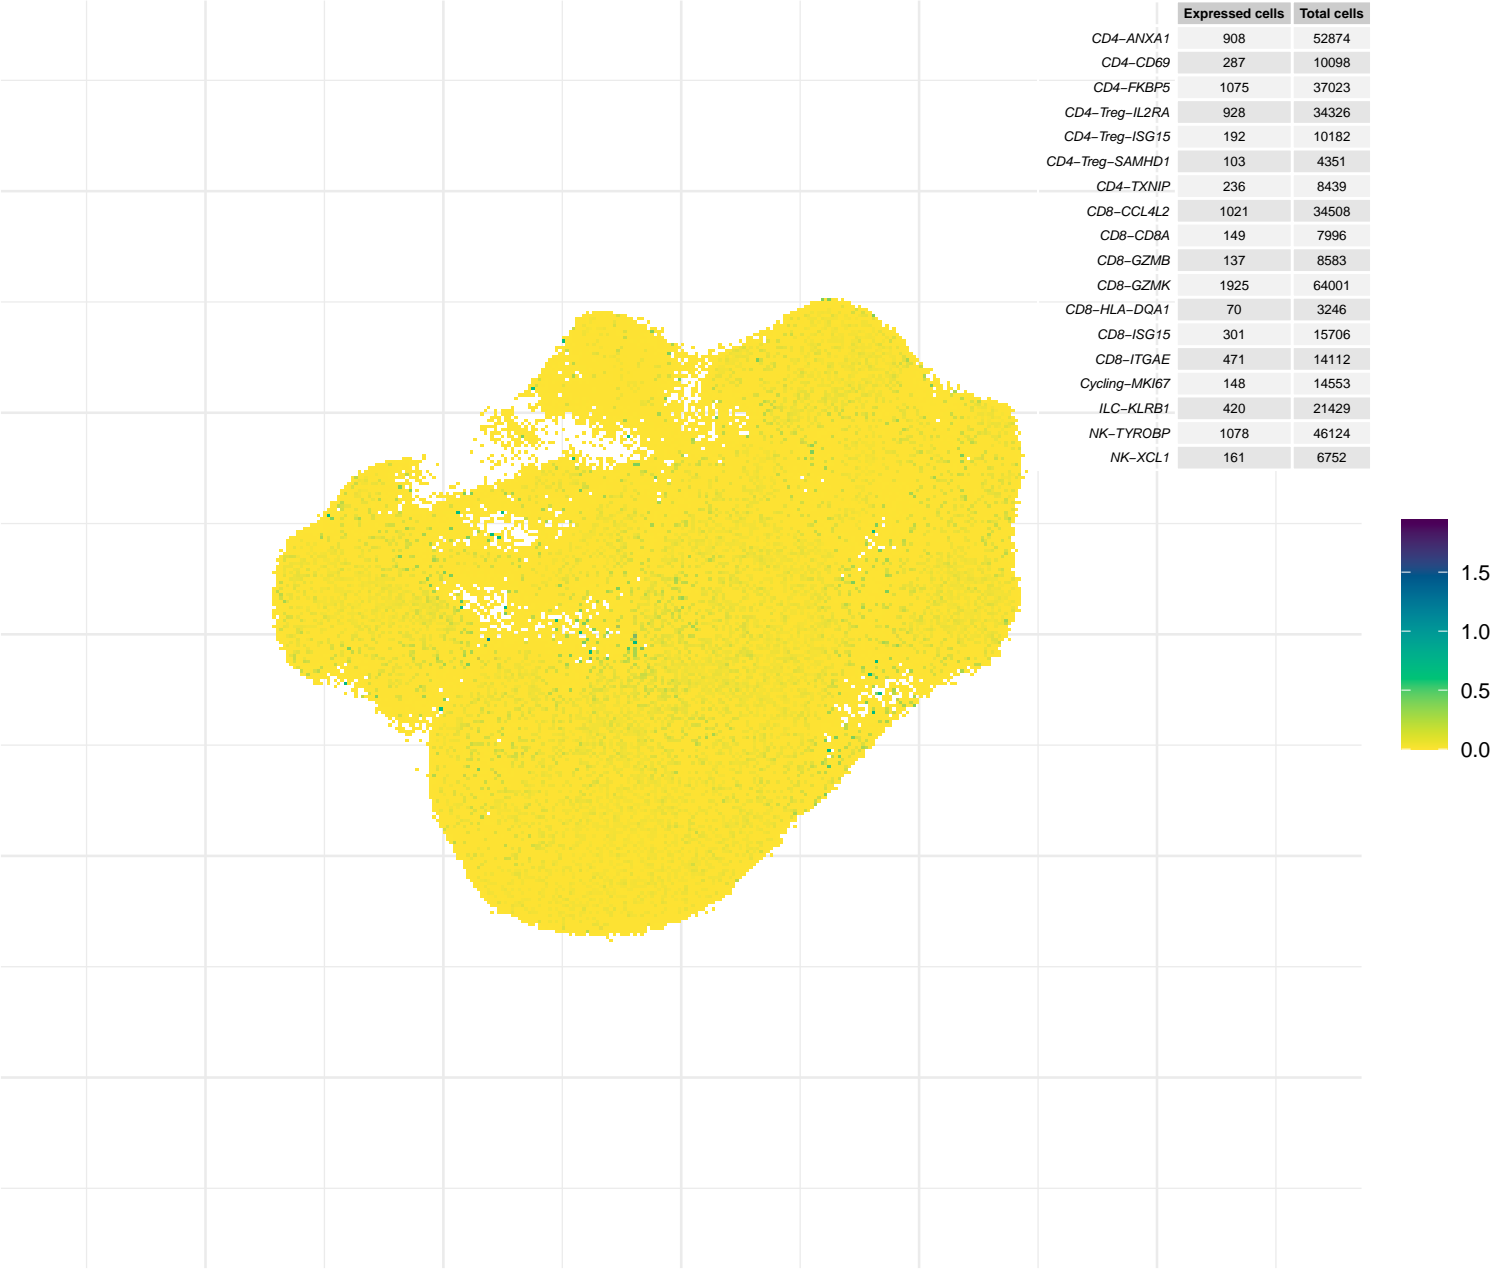 Expressed cells Total cells
CD4−ANXA1 908 52874
CD4−CD69 287 10098
CD4−FKBP5 1075 37023
CD4−Treg−IL2RA 928 34326
CD4−Treg−ISG15 192 10182
CD4−Treg−SAMHD1 103 4351
CD4−TXNIP 236 8439
CD8−CCL4L2 1021 34508
CD8−CD8A 149 7996
CD8−GZMB 137 8583
CD8−GZMK 1925 64001
CD8−HLA−DQA1 70 3246
CD8−ISG15 301 15706
CD8−ITGAE 471 14112
Cycling−MKI67 148 14553
ILC−KLRB1 420 21429
NK−TYROBP 1078 46124
NK−XCL1 161 6752
1.5
1.0
0.5
0.0